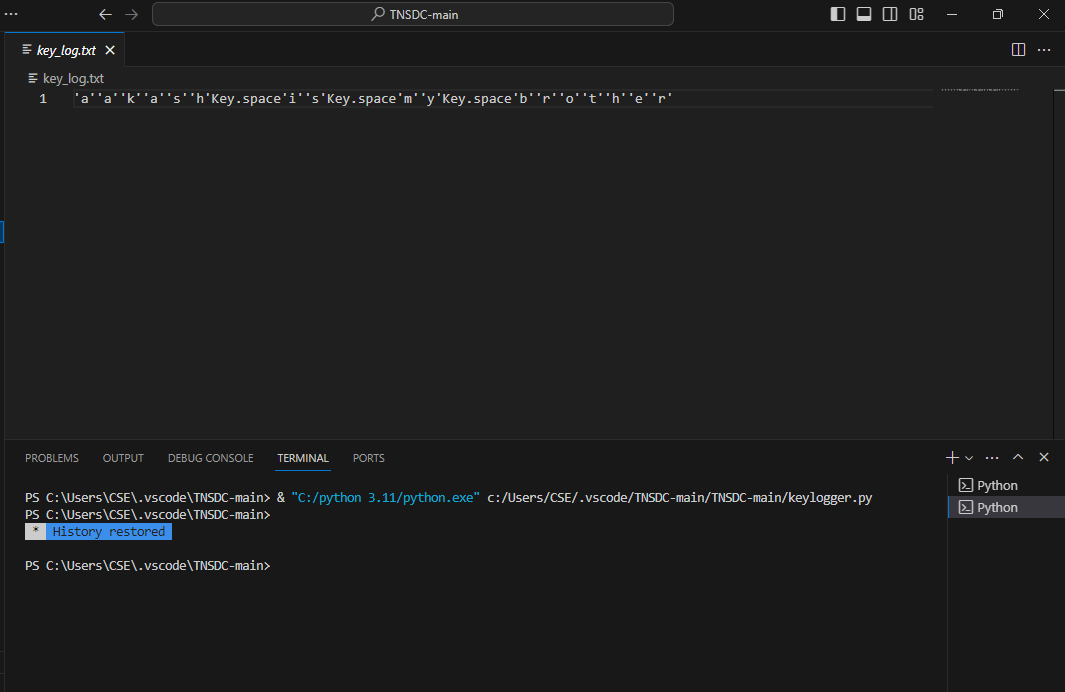 TNSDC-main
key_log.txt
key_log.txt
1 'a''a''k''a''s''h'Key.space'i''s'Key.space'm''y'Key.space'b''r''o''t''h''e''r'
PROBLEMS OUTPUT DEBUG CONSOLE TERMINAL PORTS
PS C:\Users\CSE\.vscode\TNSDC-main> & "C:/python 3.11/python.exe" c:/Users/CSE/.vscode/TNSDC-main/TNSDC-main/keylogger.py
PS C:\Users\CSE\.vscode\TNSDC-main>
* History restored
PS C:\Users\CSE\.vscode\TNSDC-main>
Python
Python